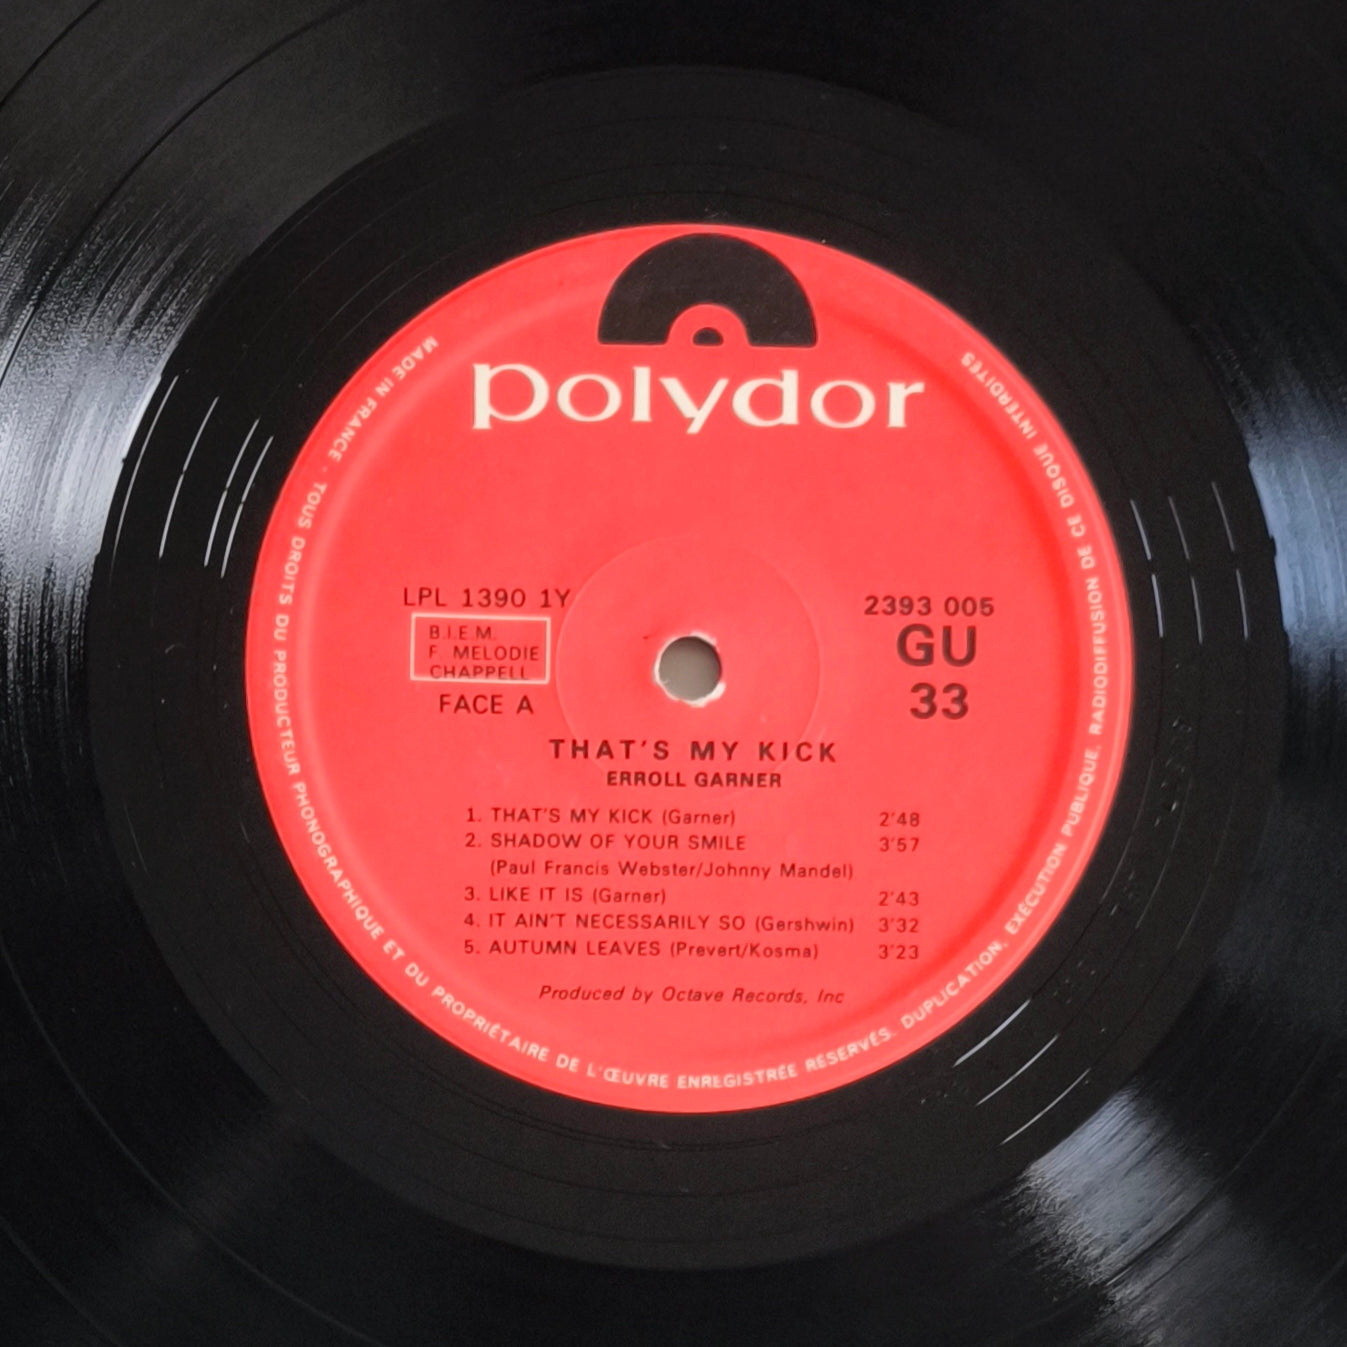 polydor
MADE IN FRANCE · TOUS DROITS DU PRODUCTEUR PHONOGRAPHIQUE ET DU PROPRIÉTAIRE DE L'ŒUVRE ENREGISTRÉE RÉSERVÉS. DUPLICATION, EXÉCUTION PUBLIQUE, RADIODIFFUSION DE CE DISQUE INTERDITES
LPL 1390 1Y
B.I.E.M.
F. MELODIE
CHAPPELL
FACE A
2393 005
GU
33
THAT'S MY KICK
ERROLL GARNER
1. THAT'S MY KICK (Garner) 2'48
2. SHADOW OF YOUR SMILE 3'57
(Paul Francis Webster/Johnny Mandel)
3. LIKE IT IS (Garner) 2'43
4. IT AIN'T NECESSARILY SO (Gershwin) 3'32
5. AUTUMN LEAVES (Prevert/Kosma) 3'23
Produced by Octave Records, Inc